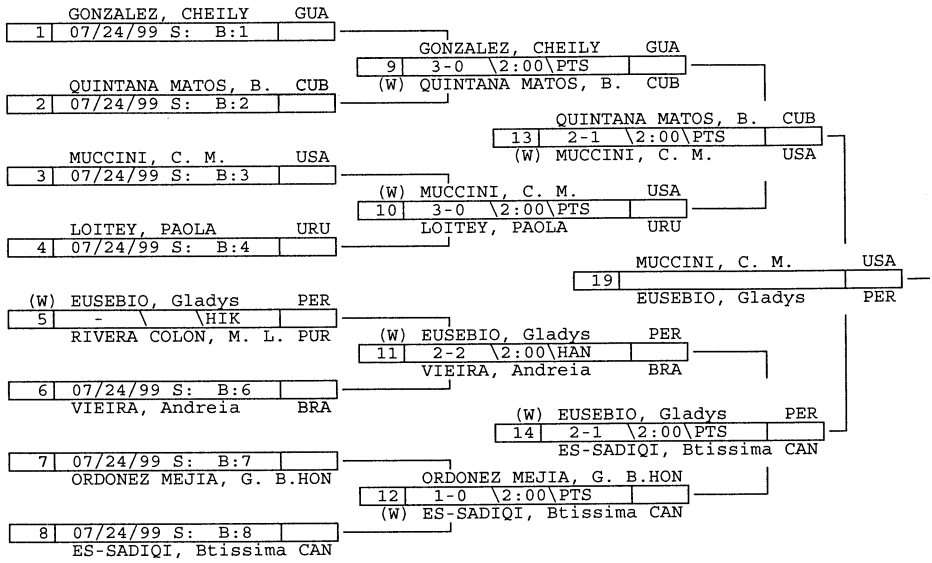 GONZALEZ, CHEILY GUA
1 07/24/99 S: B:1
GONZALEZ, CHEILY GUA
9 3-0 \2:00\PTS
(W) QUINTANA MATOS, B. CUB
QUINTANA MATOS, B. CUB
2 07/24/99 S: B:2
QUINTANA MATOS, B. CUB
13 2-1 \2:00\PTS
(W) MUCCINI, C. M. USA
MUCCINI, C. M. USA
3 07/24/99 S: B:3
(W) MUCCINI, C. M. USA
10 3-0 \2:00\PTS
LOITEY, PAOLA URU
LOITEY, PAOLA URU
4 07/24/99 S: B:4
MUCCINI, C. M. USA
19
EUSEBIO, Gladys PER
(W) EUSEBIO, Gladys PER
5 - \ \HIK
RIVERA COLON, M. L. PUR
(W) EUSEBIO, Gladys PER
11 2-2 \2:00\HAN
VIEIRA, Andreia BRA
6 07/24/99 S: B:6
VIEIRA, Andreia BRA
(W) EUSEBIO, Gladys PER
14 2-1 \2:00\PTS
ES-SADIQI, Btissima CAN
7 07/24/99 S: B:7
ORDONEZ MEJIA, G. B.HON
ORDONEZ MEJIA, G. B.HON
12 1-0 \2:00\PTS
(W) ES-SADIQI, Btissima CAN
8 07/24/99 S: B:8
ES-SADIQI, Btissima CAN